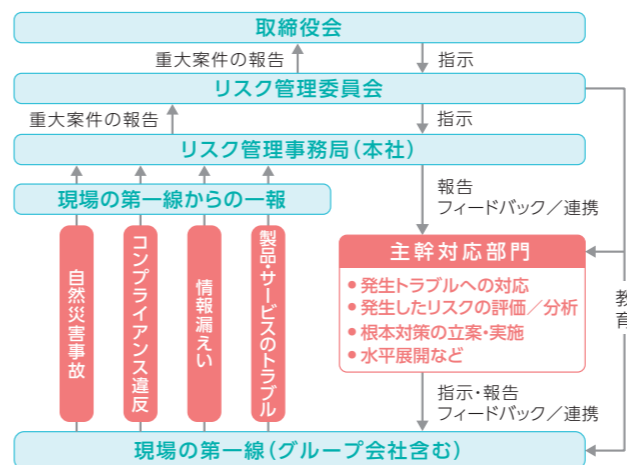 取締役会
重大案件の報告
指示
リスク管理委員会
重大案件の報告
指示
リスク管理事務局（本社）
現場の第一線からの一報
報告
フィードバック／連携
自然災害事故
コンプライアンス違反
情報漏えい
製品・サービスのトラブル
主幹対応部門
• 発生トラブルへの対応
• 発生したリスクの評価／分析
• 根本対策の立案・実施
• 水平展開など
教育
指示・報告
フィードバック／連携
現場の第一線（グループ会社含む）